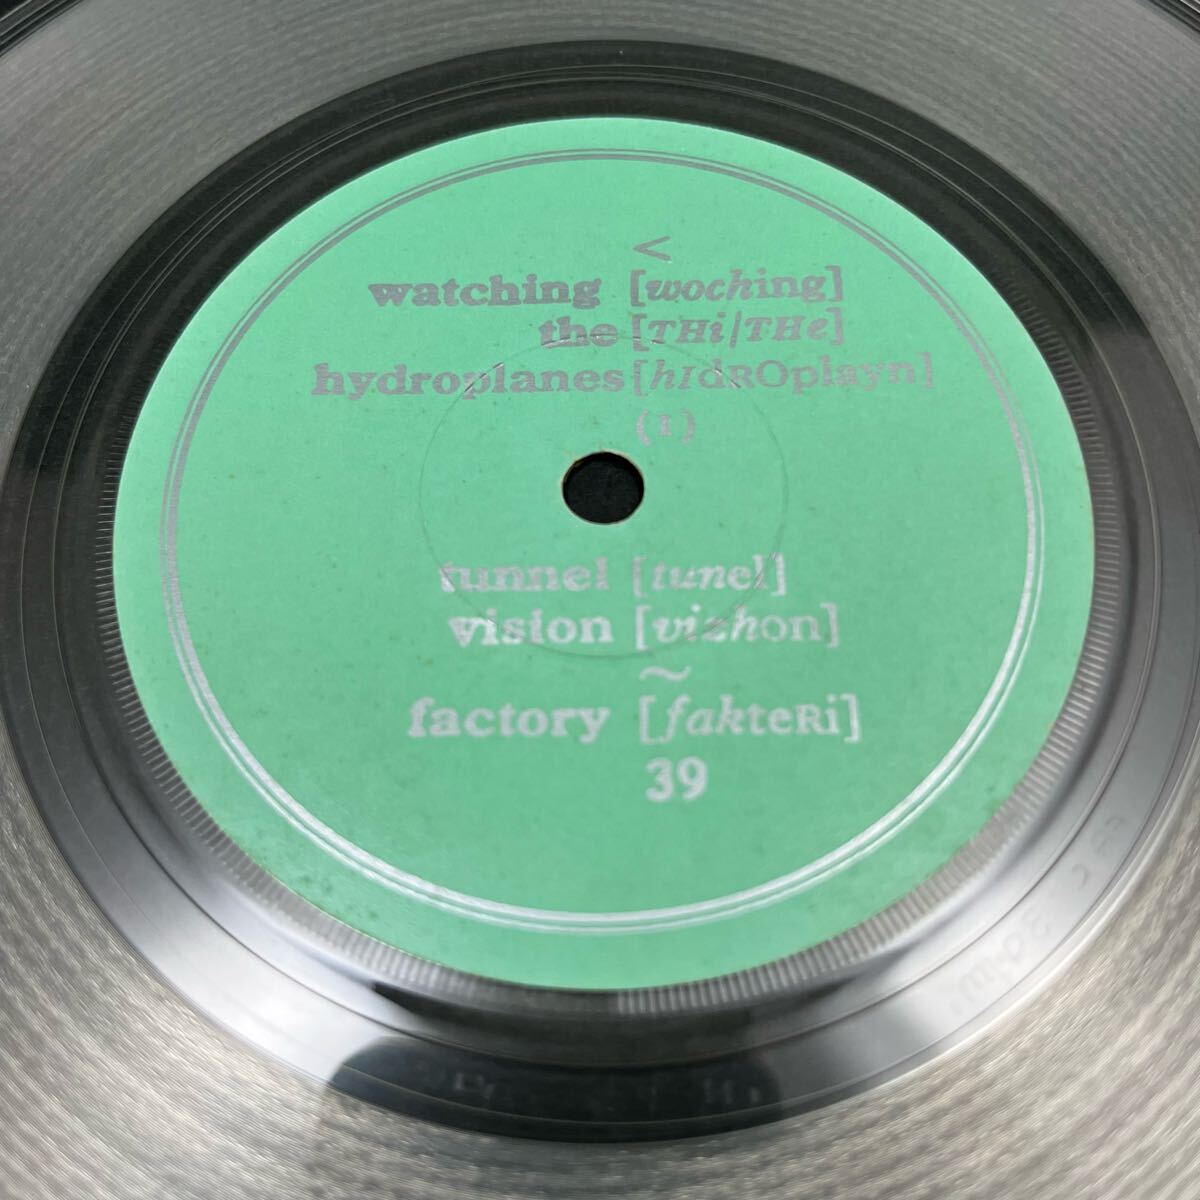 <
watching [woching]
the [THi/THe]
hydroplanes [hIdROplayn]
(1)
tunnel [tunel]
vision [vizhon]
~
factory [fakteRi]
39